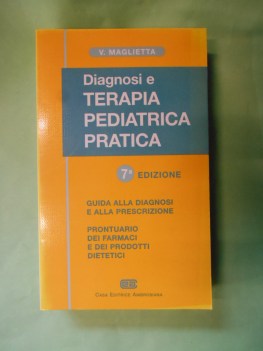 V. MAGLIETTA
Diagnosi e
TERAPIA
PEDIATRICA
PRATICA
7ª EDIZIONE
GUIDA ALLA DIAGNOSI
E ALLA PRESCRIZIONE
PRONTUARIO
DEI FARMACI
E DEI PRODOTTI
DIETETICI
CASA EDITRICE AMBROSIANA